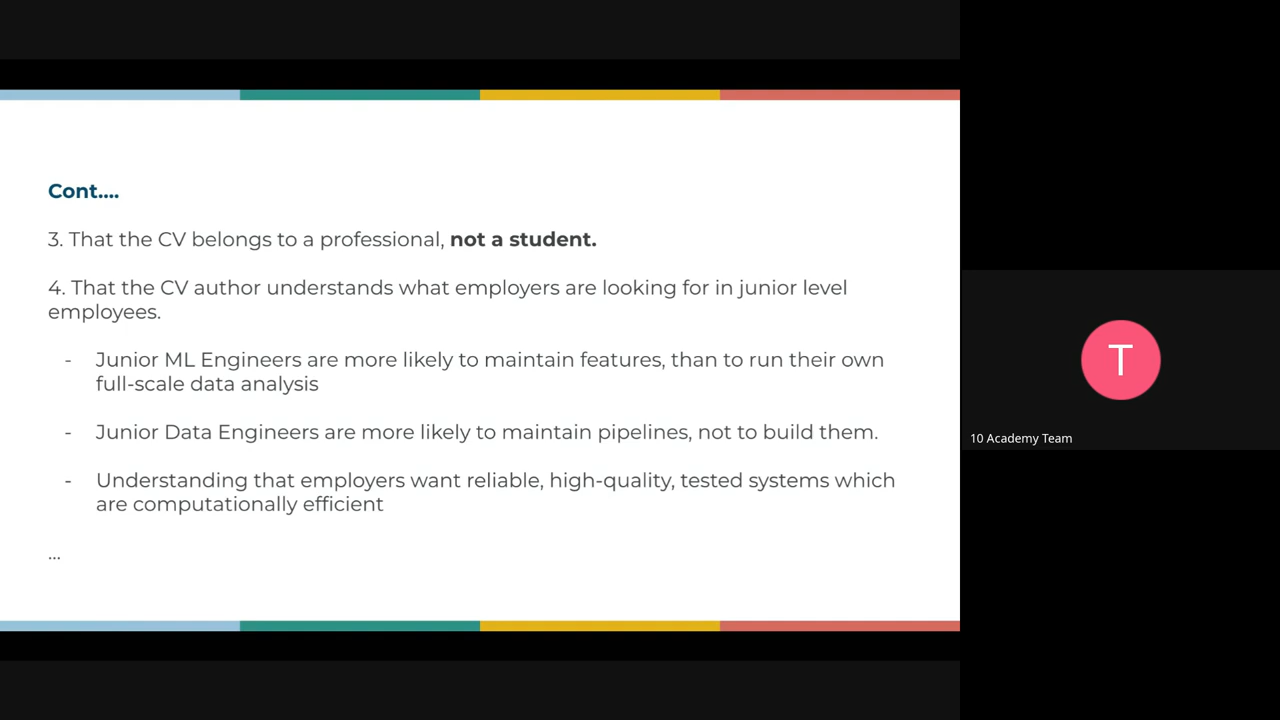 Cont....
3. That the CV belongs to a professional, not a student.
4. That the CV author understands what employers are looking for in junior level
employees.
- Junior ML Engineers are more likely to maintain features, than to run their own
full-scale data analysis
- Junior Data Engineers are more likely to maintain pipelines, not to build them.
- Understanding that employers want reliable, high-quality, tested systems which
are computationally efficient
...
T
10 Academy Team